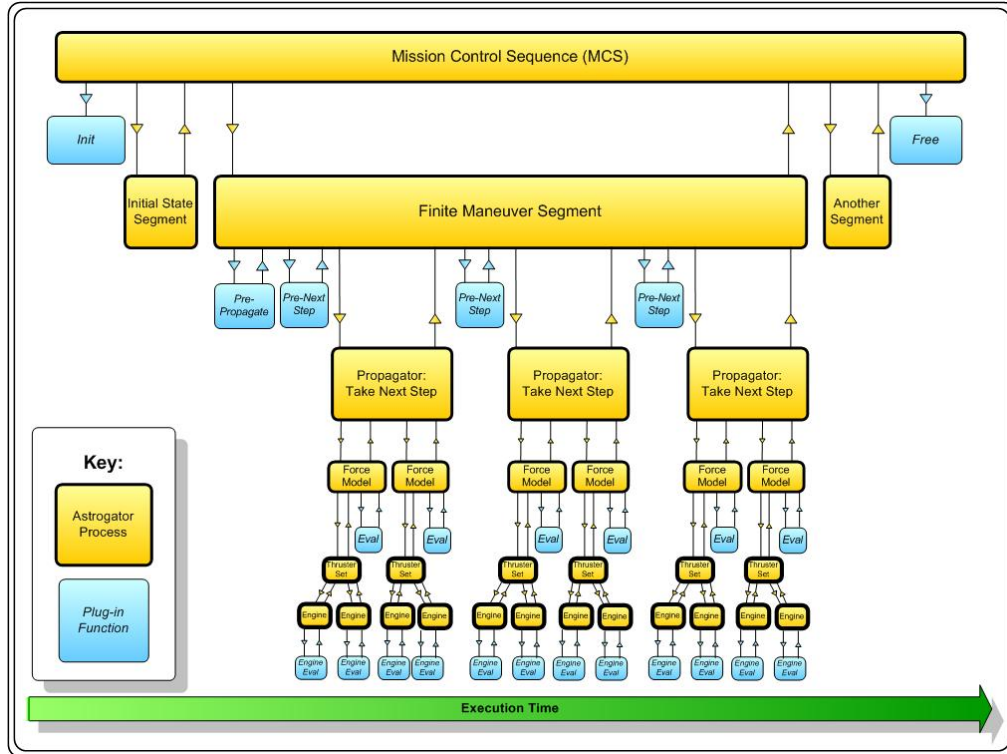 Mission Control Sequence (MCS)
Init
Free
Initial State
Segment
Finite Maneuver Segment
Another
Segment
Pre-
Propagate
Pre-Next
Step
Pre-Next
Step
Pre-Next
Step
Propagator:
Take Next Step
Propagator:
Take Next Step
Propagator:
Take Next Step
Force
Model
Force
Model
Force
Model
Force
Model
Force
Model
Force
Model
Eval
Eval
Eval
Eval
Eval
Eval
Thruster
Set
Thruster
Set
Thruster
Set
Thruster
Set
Thruster
Set
Thruster
Set
Engine
Engine
Engine
Engine
Engine
Engine
Engine
Engine
Engine
Engine
Engine
Engine
Engine
Eval
Engine
Eval
Engine
Eval
Engine
Eval
Engine
Eval
Engine
Eval
Engine
Eval
Engine
Eval
Engine
Eval
Engine
Eval
Engine
Eval
Engine
Eval
Key:
Astrogator
Process
Plug-in
Function
Execution Time